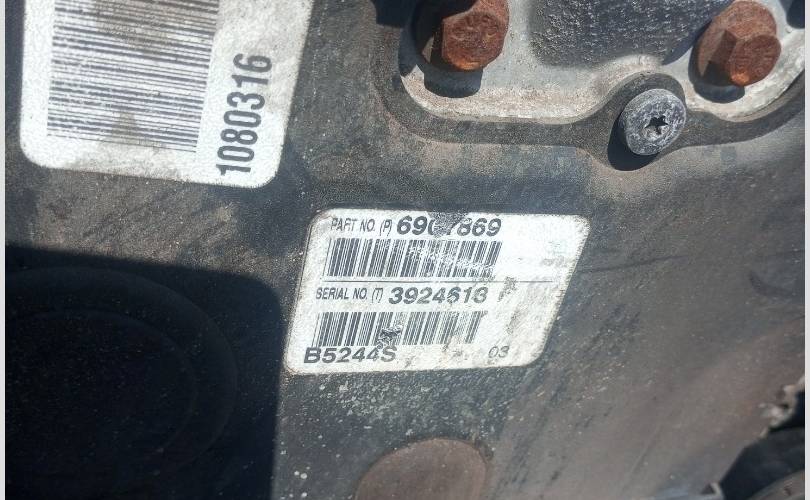 1080316
PART NO. (P)
SERIAL NO. (T) 3924613
B5244S
03